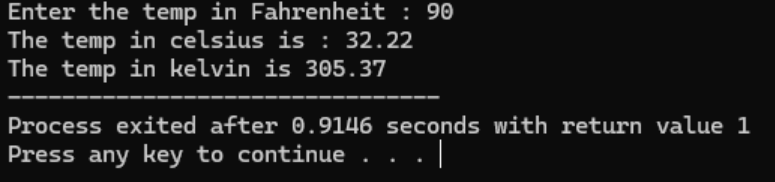 Enter the temp in Fahrenheit : 90
The temp in celsius is : 32.22
The temp in kelvin is 305.37
--------------------------------
Process exited after 0.9146 seconds with return value 1
Press any key to continue . . .